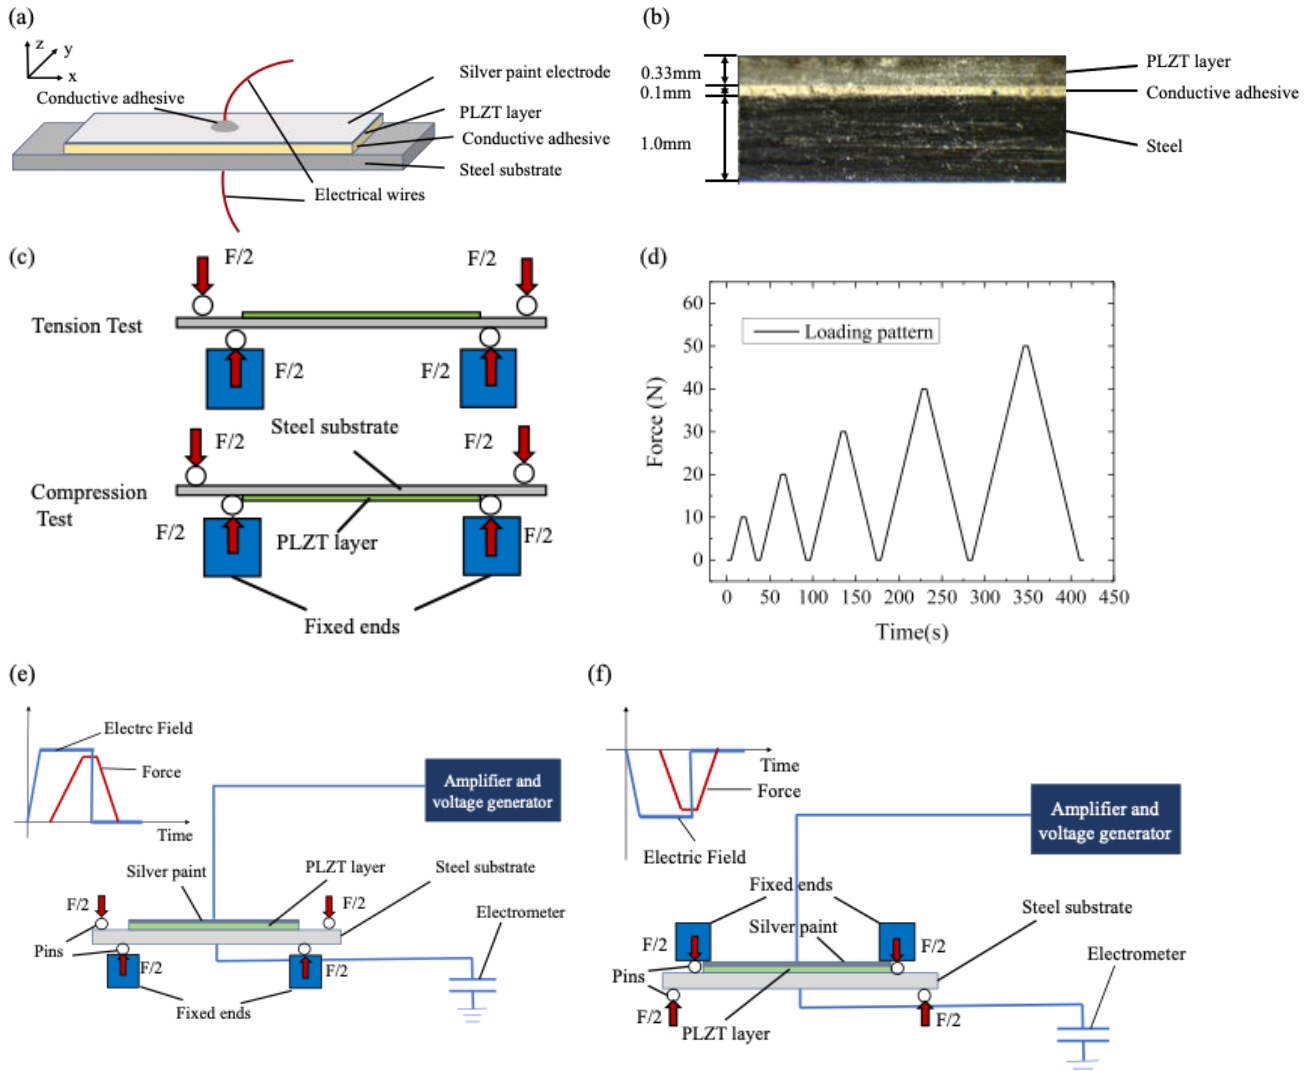 (a)
z
y
x
Conductive adhesive
Silver paint electrode
PLZT layer
Conductive adhesive
Steel substrate
Electrical wires
(b)
0.33mm
0.1mm
1.0mm
PLZT layer
Conductive adhesive
Steel
(c)
F/2
F/2
Tension Test
F/2
F/2
Steel substrate
F/2
F/2
Compression
Test
F/2
PLZT layer
F/2
Fixed ends
(d)
60
50
40
30
20
10
0
Force (N)
Loading pattern
0 50 100 150 200 250 300 350 400 450
Time(s)
(e)
Electrc Field
Force
Time
Amplifier and
voltage generator
Silver paint
PLZT layer
Steel substrate
F/2
F/2
Electrometer
Pins
F/2
F/2
Fixed ends
(f)
Time
Force
Electric Field
Amplifier and
voltage generator
Fixed ends
Silver paint
Steel substrate
F/2
F/2
Electrometer
Pins
F/2
F/2
PLZT layer